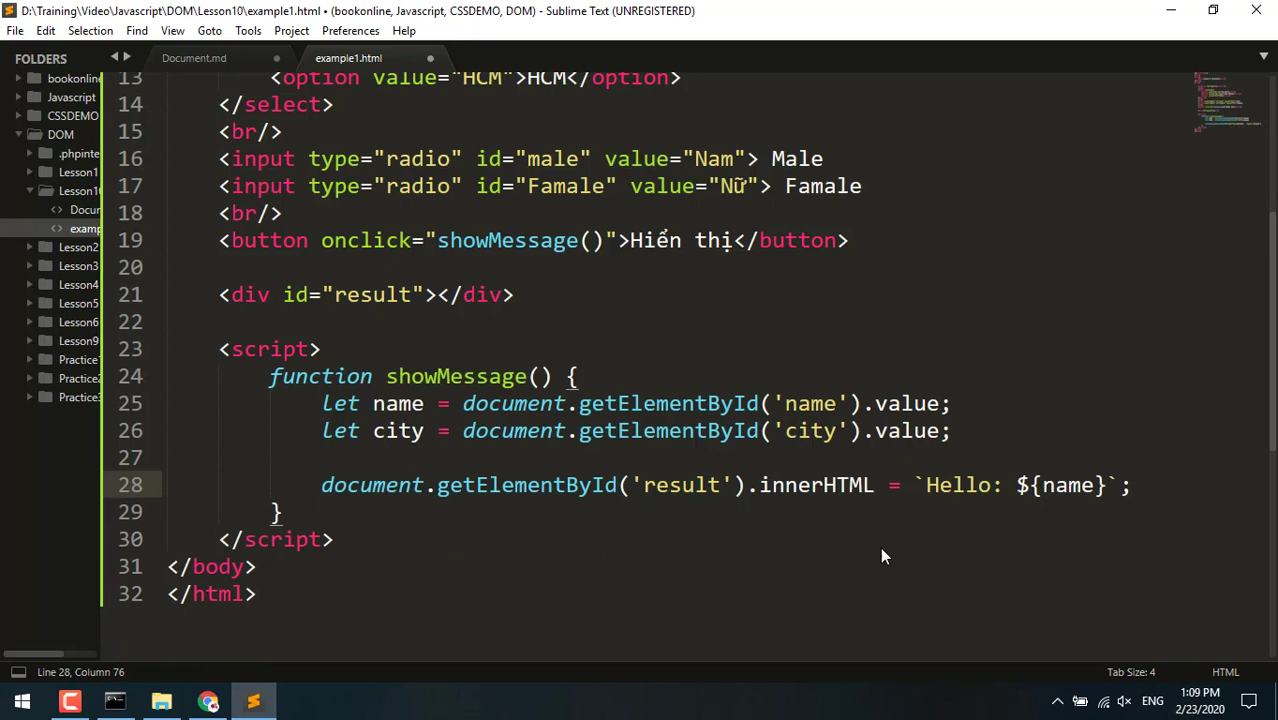 D:\Training\Video\Javascript\DOM\Lesson10\example1.html • (bookonline, Javascript, CSSDEMO, DOM) - Sublime Text (UNREGISTERED)
File Edit Selection Find View Goto Tools Project Preferences Help
FOLDERS
bookonline
Javascript
CSSDEMO
DOM
.phpinte
Lesson1
Lesson10
Docu
examp
Lesson2
Lesson3
Lesson4
Lesson5
Lesson6
Lesson9
Practice
Practice2
Practice3
Document.md example1.html
13 <option value="HCM">HCM</option>
14 </select>
15 <br/>
16 <input type="radio" id="male" value="Nam"> Male
17 <input type="radio" id="Famale" value="Nữ"> Famale
18 <br/>
19 <button onclick="showMessage()">Hiển thị</button>
20
21 <div id="result"></div>
22
23 <script>
24 function showMessage() {
25 let name = document.getElementById('name').value;
26 let city = document.getElementById('city').value;
27
28 document.getElementById('result').innerHTML = `Hello: ${name}`;
29 }
30 </script>
31 </body>
32 </html>
Line 28, Column 76 Tab Size: 4 HTML
ENG
1:09 PM
2/23/2020